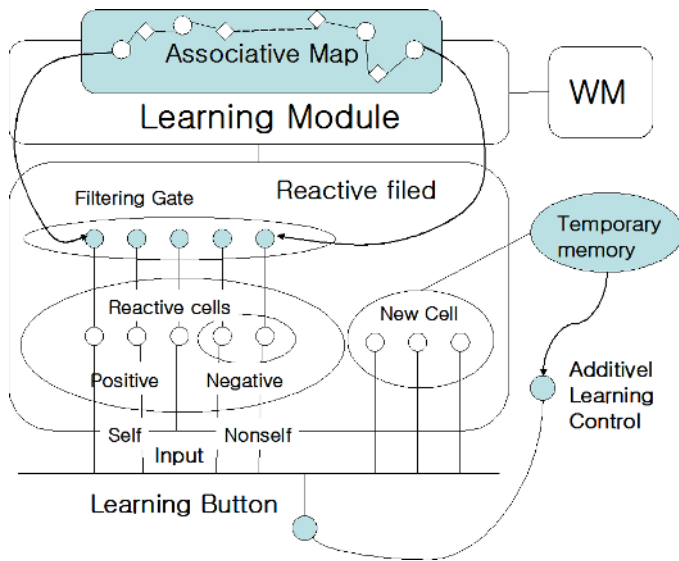 Associative Map
Learning Module
WM
Filtering Gate
Reactive filed
Temporary
memory
Reactive cells
New Cell
Positive
Negative
Additivel
Learning
Control
Self
Nonself
Input
Learning Button